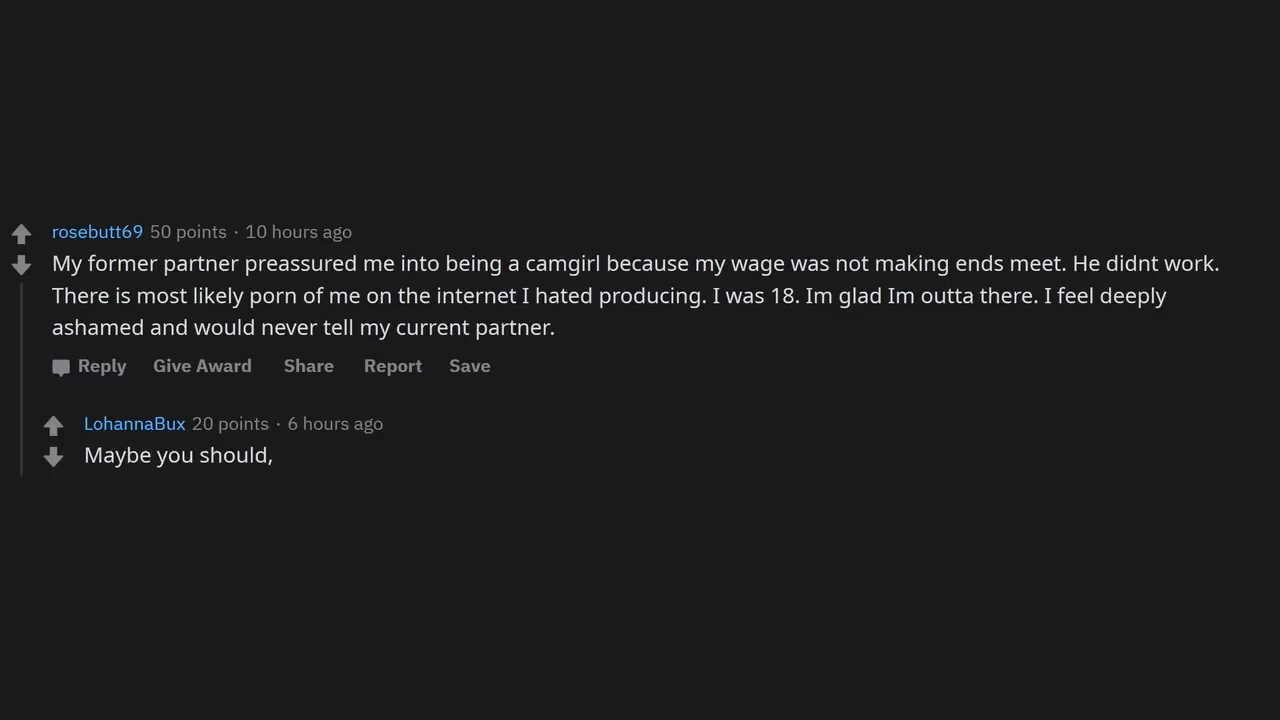 rosebutt69 50 points · 10 hours ago
My former partner preassured me into being a camgirl because my wage was not making ends meet. He didnt work.
There is most likely porn of me on the internet I hated producing. I was 18. Im glad Im outta there. I feel deeply
ashamed and would never tell my current partner.
Reply Give Award Share Report Save
LohannaBux 20 points · 6 hours ago
Maybe you should,